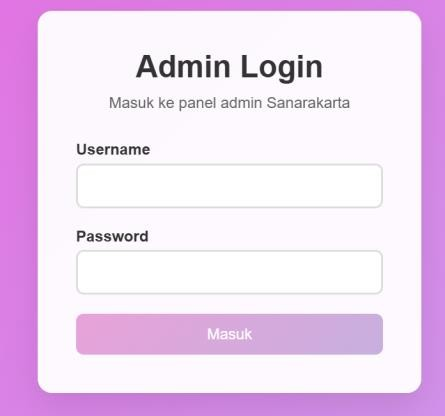 Admin Login
Masuk ke panel admin Sanarakarta
Username
Password
Masuk